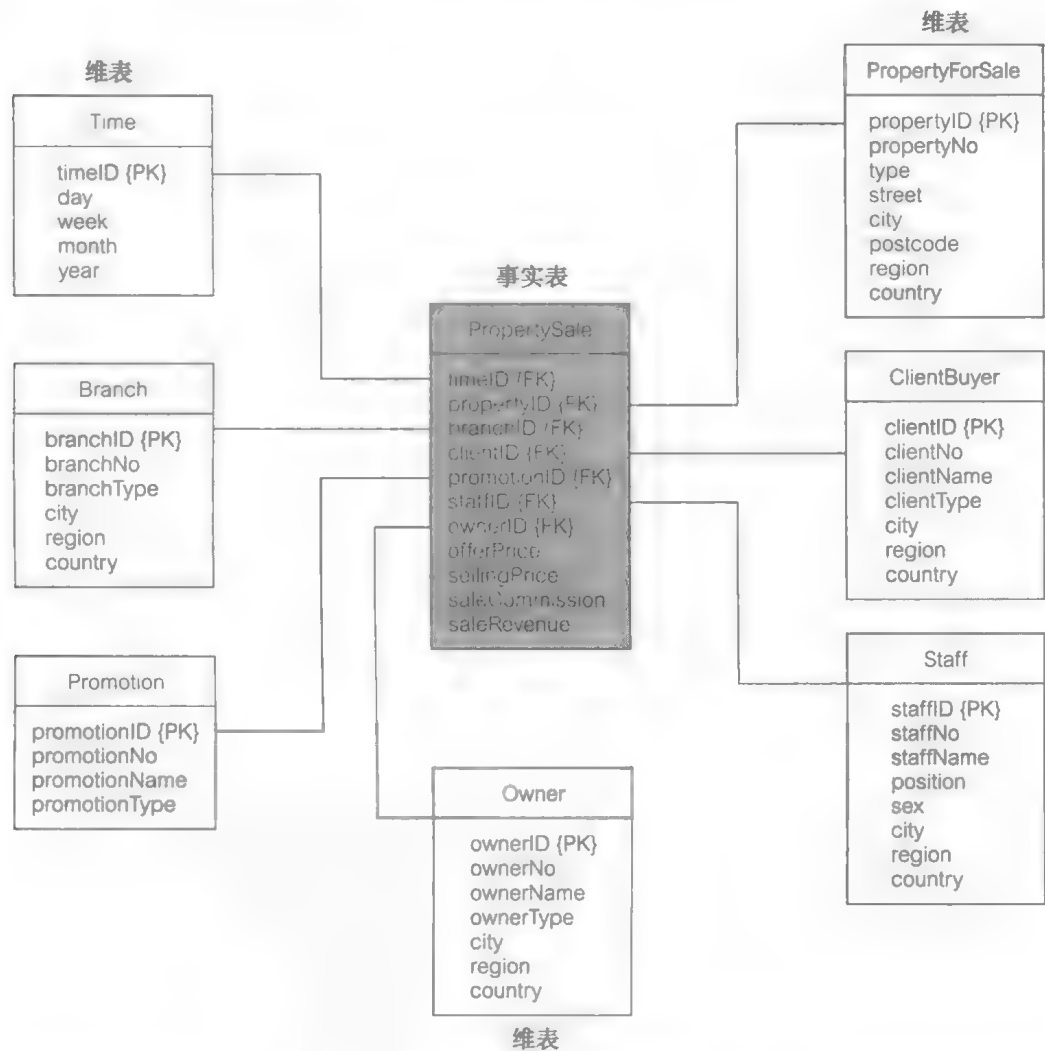 维表
Time
timeID {PK}
day
week
month
year
Branch
branchID {PK}
branchNo
branchType
city
region
country
Promotion
promotionID {PK}
promotionNo
promotionName
promotionType
事实表
PropertySale
timeID {FK}
propertyID {FK}
branchID {FK}
clientID {FK}
promotionID {FK}
staffID {FK}
ownerID {FK}
offerPrice
sellingPrice
saleCommission
saleRevenue
Owner
ownerID {PK}
ownerNo
ownerName
ownerType
city
region
country
维表
维表
PropertyForSale
propertyID {PK}
propertyNo
type
street
city
postcode
region
country
ClientBuyer
clientID {PK}
clientNo
clientName
clientType
city
region
country
Staff
staffID {PK}
staffNo
staffName
position
sex
city
region
country